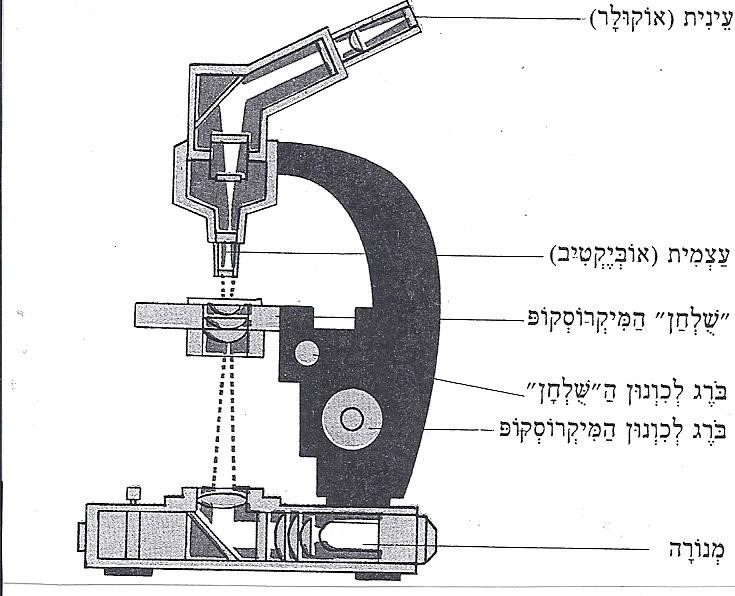 עֵינִית (אוֹקוּלָר)
עַצְמִית (אוֹבְּיֶקְטִיב)
"שֻׁלְחַן" הַמִּיקְרוֹסְקוֹפּ
בֹּרֶג לְכִוְנוּן הַ"שֻּׁלְחָן"
בֹּרֶג לְכִוְנוּן הַמִּיקְרוֹסְקוֹפּ
מְנוֹרָה